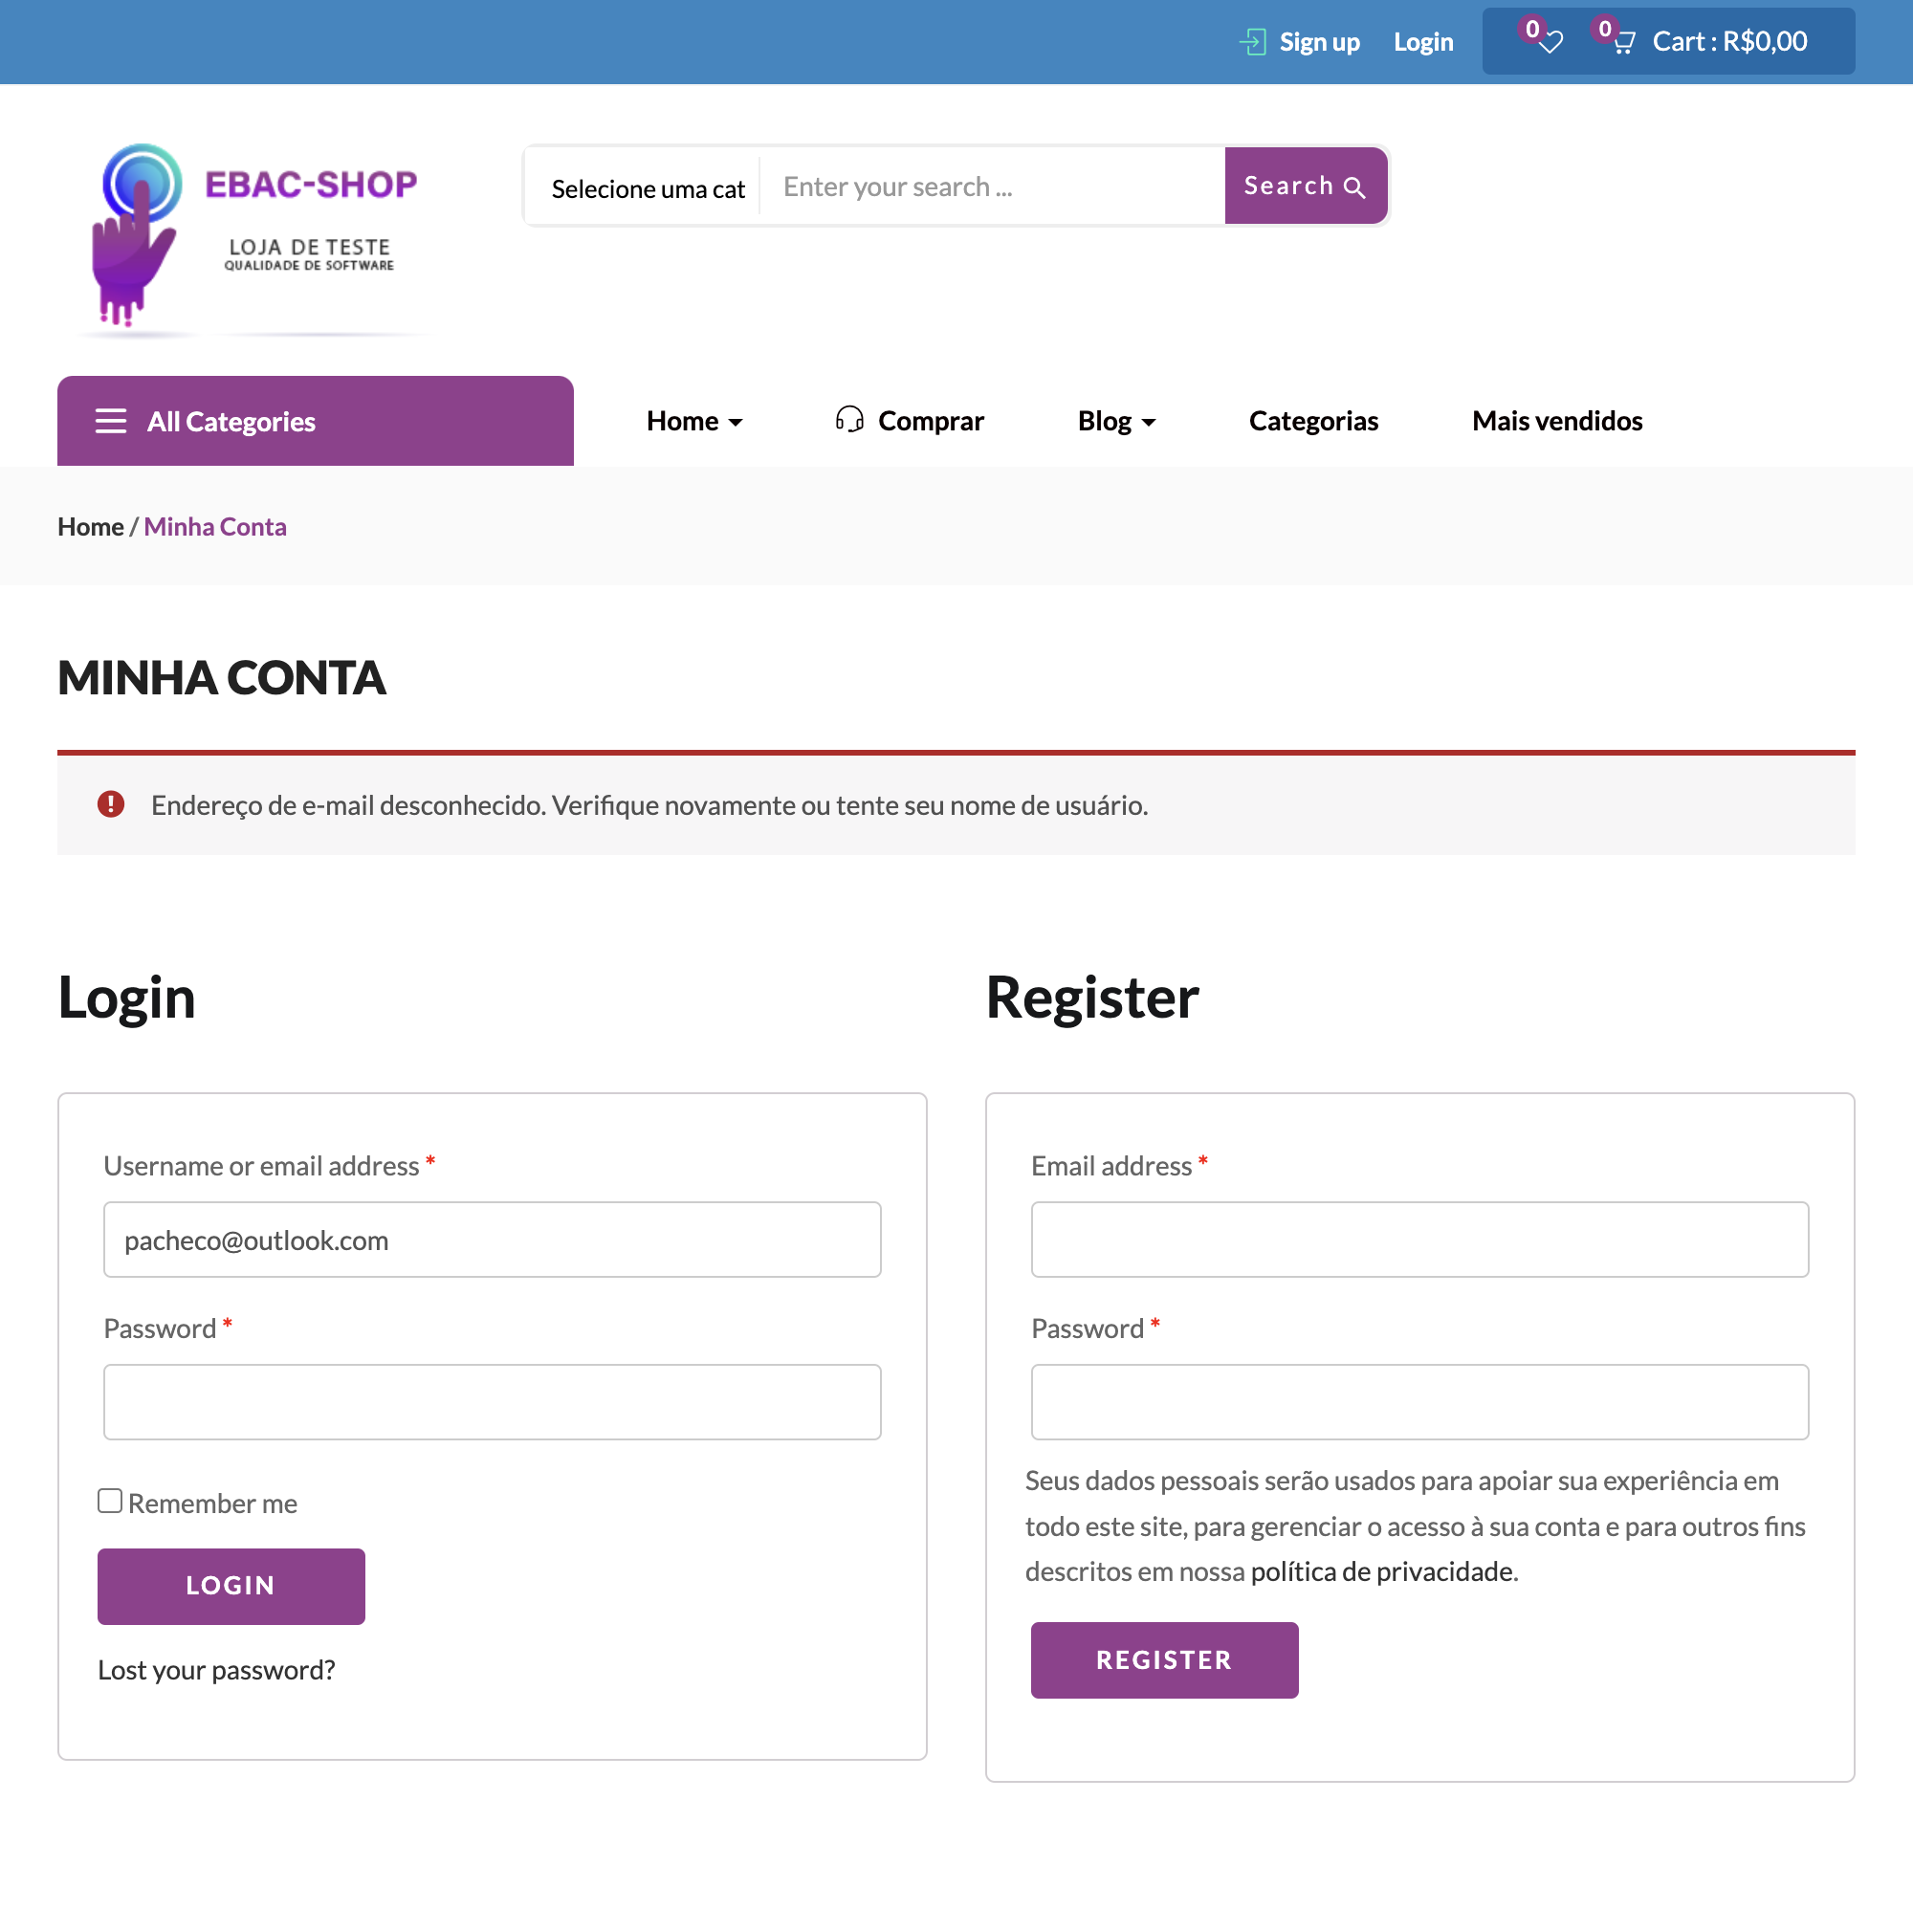 Sign up Login 0 0 Cart : R$0,00
EBAC-SHOP
LOJA DE TESTE
QUALIDADE DE SOFTWARE
Selecione uma cat Enter your search ... Search
All Categories Home Comprar Blog Categorias Mais vendidos
Home / Minha Conta
MINHA CONTA
Endereço de e-mail desconhecido. Verifique novamente ou tente seu nome de usuário.
Login
Username or email address *
pacheco@outlook.com
Password *
Remember me
LOGIN
Lost your password?
Register
Email address *
Password *
Seus dados pessoais serão usados para apoiar sua experiência em
todo este site, para gerenciar o acesso à sua conta e para outros fins
descritos em nossa política de privacidade.
REGISTER